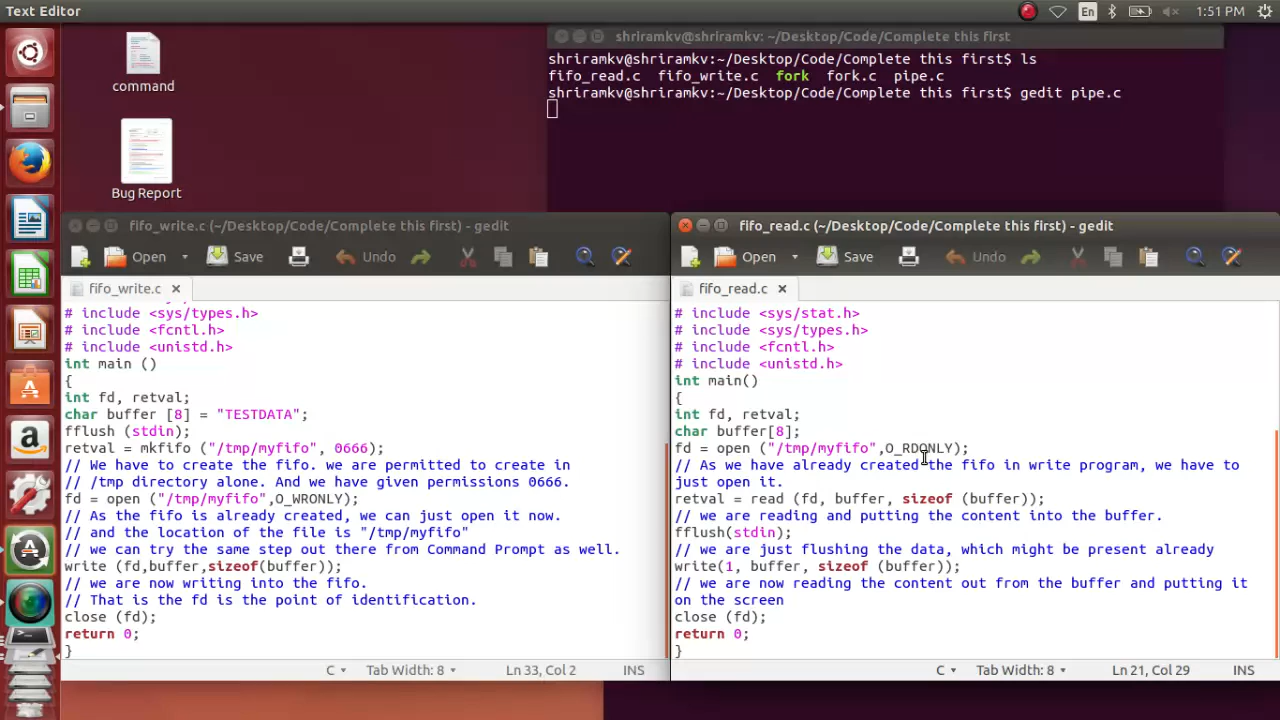 Text Editor
En
1:51 PM
command
Bug Report
shriramkv@shriramkv: ~/Desktop/Code/Complete this first
shriramkv@shriramkv:~/Desktop/Code/Complete this first$ ls
fifo_read.c fifo_write.c fork fork.c pipe.c
shriramkv@shriramkv:~/Desktop/Code/Complete this first$ gedit pipe.c
fifo_write.c (~/Desktop/Code/Complete this first) - gedit
Open Save Undo
fifo_write.c
# include <sys/types.h>
# include <fcntl.h>
# include <unistd.h>
int main ()
{
int fd, retval;
char buffer [8] = "TESTDATA";
fflush (stdin);
retval = mkfifo ("/tmp/myfifo", 0666);
// We have to create the fifo. we are permitted to create in
// /tmp directory alone. And we have given permissions 0666.
fd = open ("/tmp/myfifo",O_WRONLY);
// As the fifo is already created, we can just open it now.
// and the location of the file is "/tmp/myfifo"
// we can try the same step out there from Command Prompt as well.
write (fd,buffer,sizeof(buffer));
// we are now writing into the fifo.
// That is the fd is the point of identification.
close (fd);
return 0;
}
C Tab Width: 8 Ln 33, Col 2 INS
fifo_read.c (~/Desktop/Code/Complete this first) - gedit
Open Save Undo
fifo_read.c
# include <sys/stat.h>
# include <sys/types.h>
# include <fcntl.h>
# include <unistd.h>
int main()
{
int fd, retval;
char buffer[8];
fd = open ("/tmp/myfifo",O_RDONLY);
// As we have already created the fifo in write program, we have to
just open it.
retval = read (fd, buffer, sizeof (buffer));
// we are reading and putting the content into the buffer.
fflush(stdin);
// we are just flushing the data, which might be present already
write(1, buffer, sizeof (buffer));
// we are now reading the content out from the buffer and putting it
on the screen
close (fd);
return 0;
}
C Tab Width: 8 Ln 21, Col 29 INS